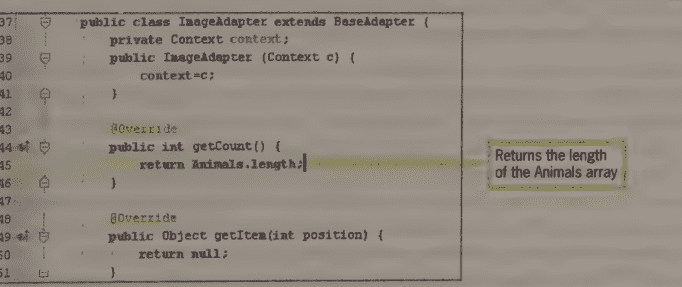 37 public class ImageAdapter extends BaseAdapter {
38 private Context context;
39 public ImageAdapter (Context c) {
40 context=c;
41 }
42
43 @Override
44 public int getCount() {
45 return Animals.length;
46 }
47
48 @Override
49 public Object getItem(int position) {
50 return null;
51 }
Returns the length
of the Animals array